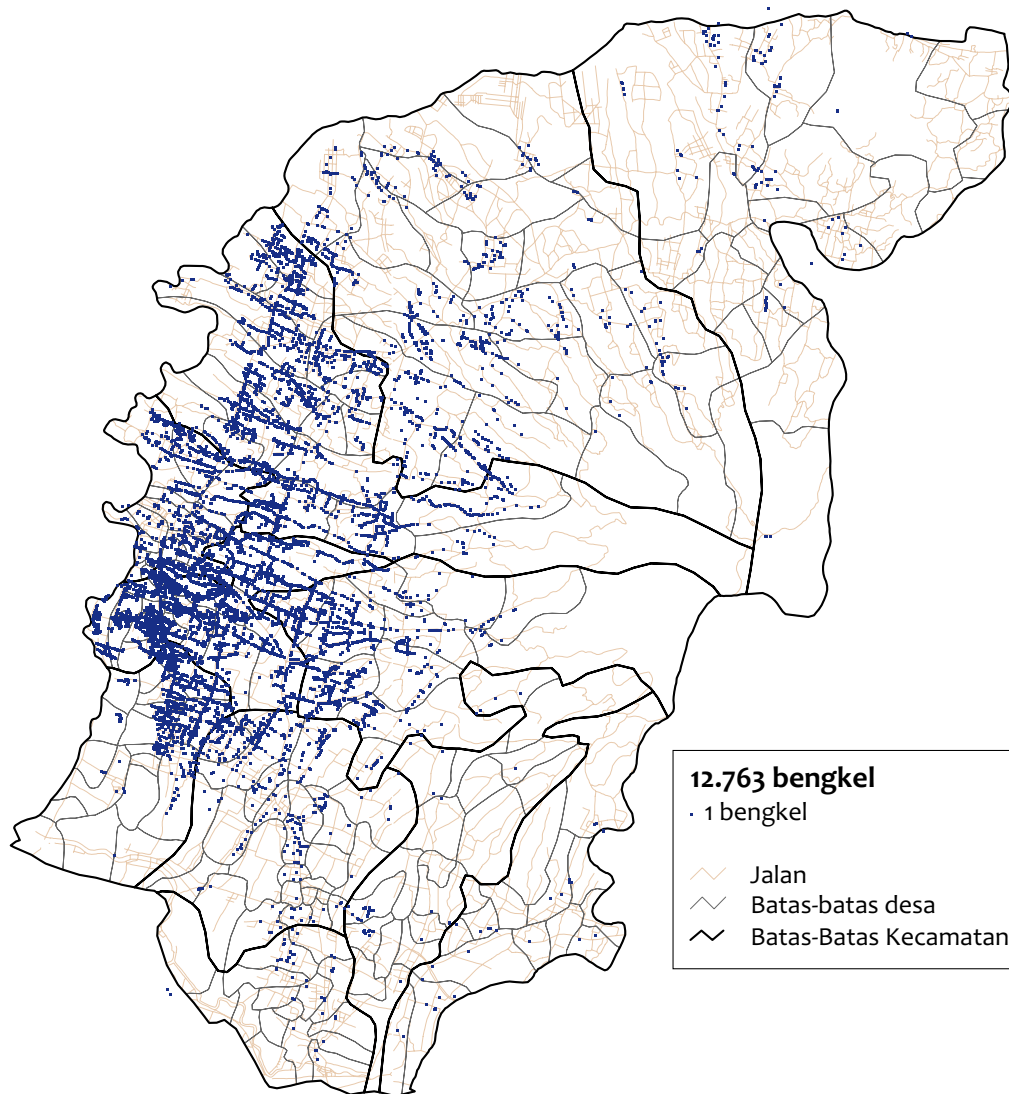 12.763 bengkel
1 bengkel
Jalan
Batas-batas desa
Batas-Batas Kecamatan